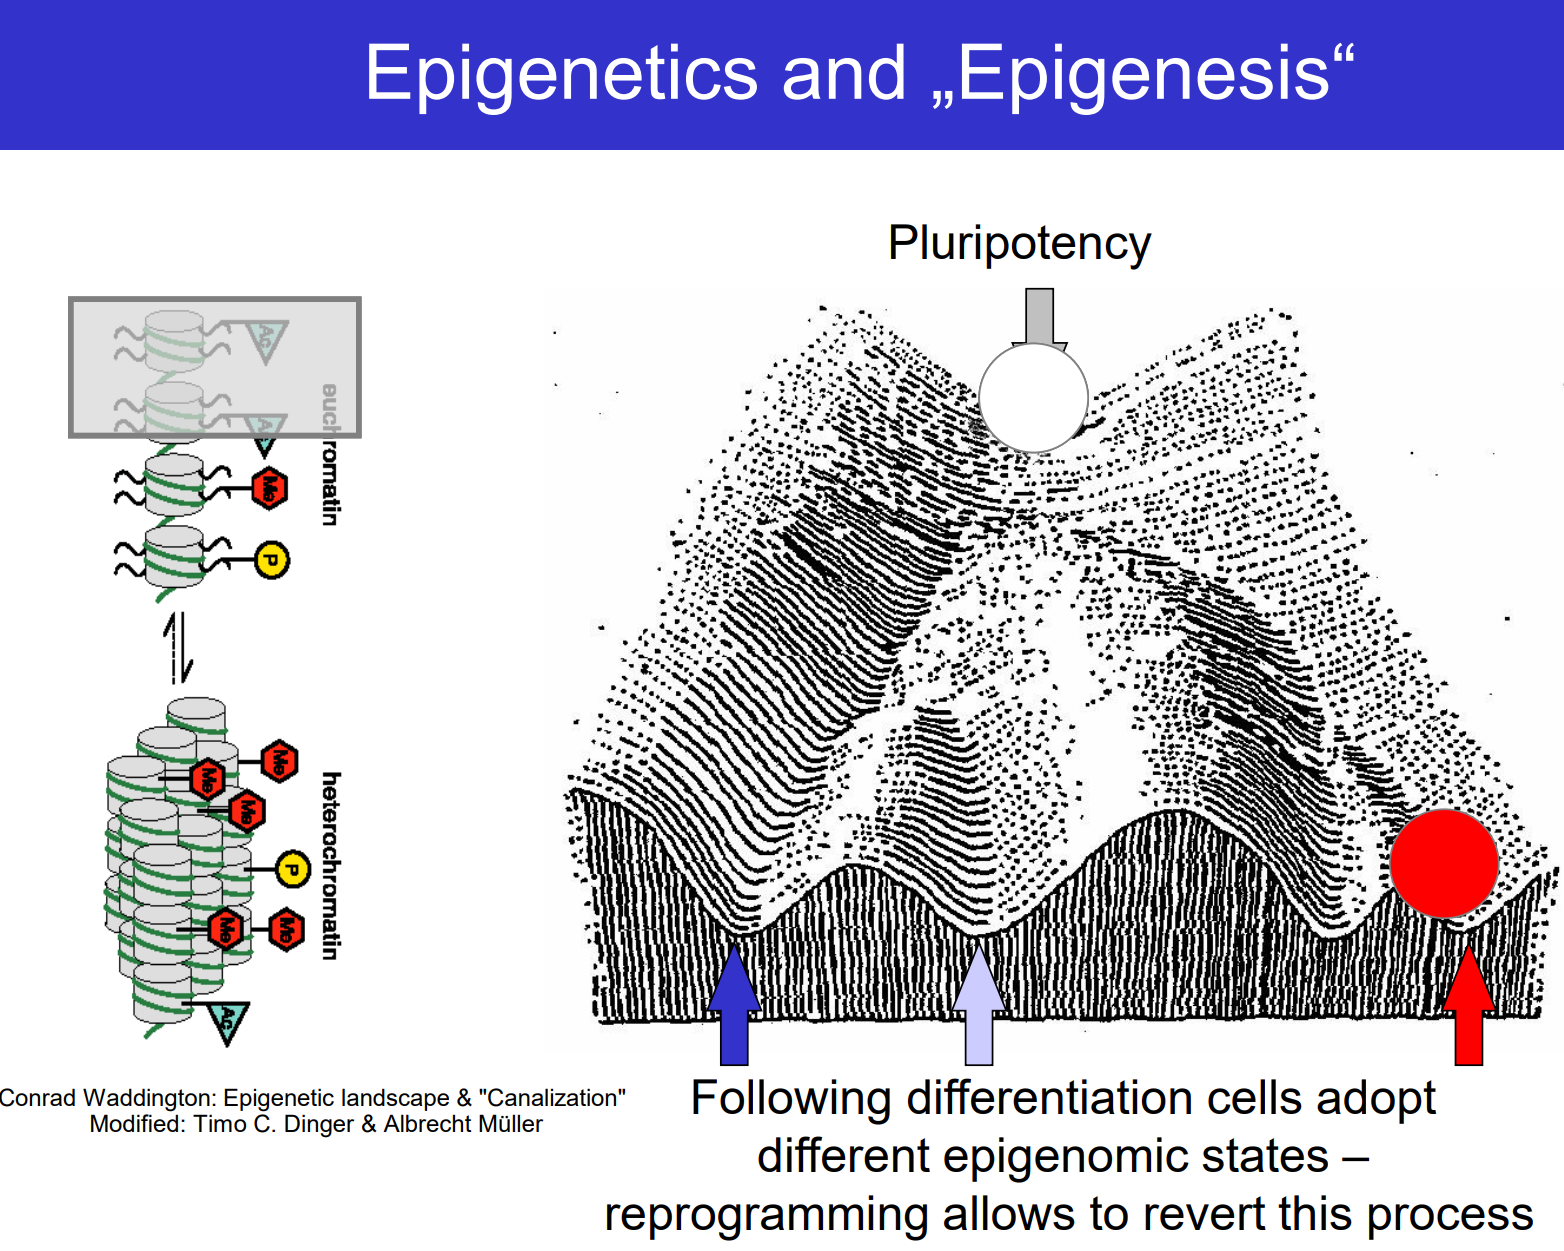 Epigenetics and „Epigenesis“
Pluripotency
Ac
Ac
euchromatin
Me
P
Me
Me
Me
P
heterochromatin
Me
Me
Ac
Conrad Waddington: Epigenetic landscape & "Canalization"
Modified: Timo C. Dinger & Albrecht Müller
Following differentiation cells adopt
different epigenomic states –
reprogramming allows to revert this process